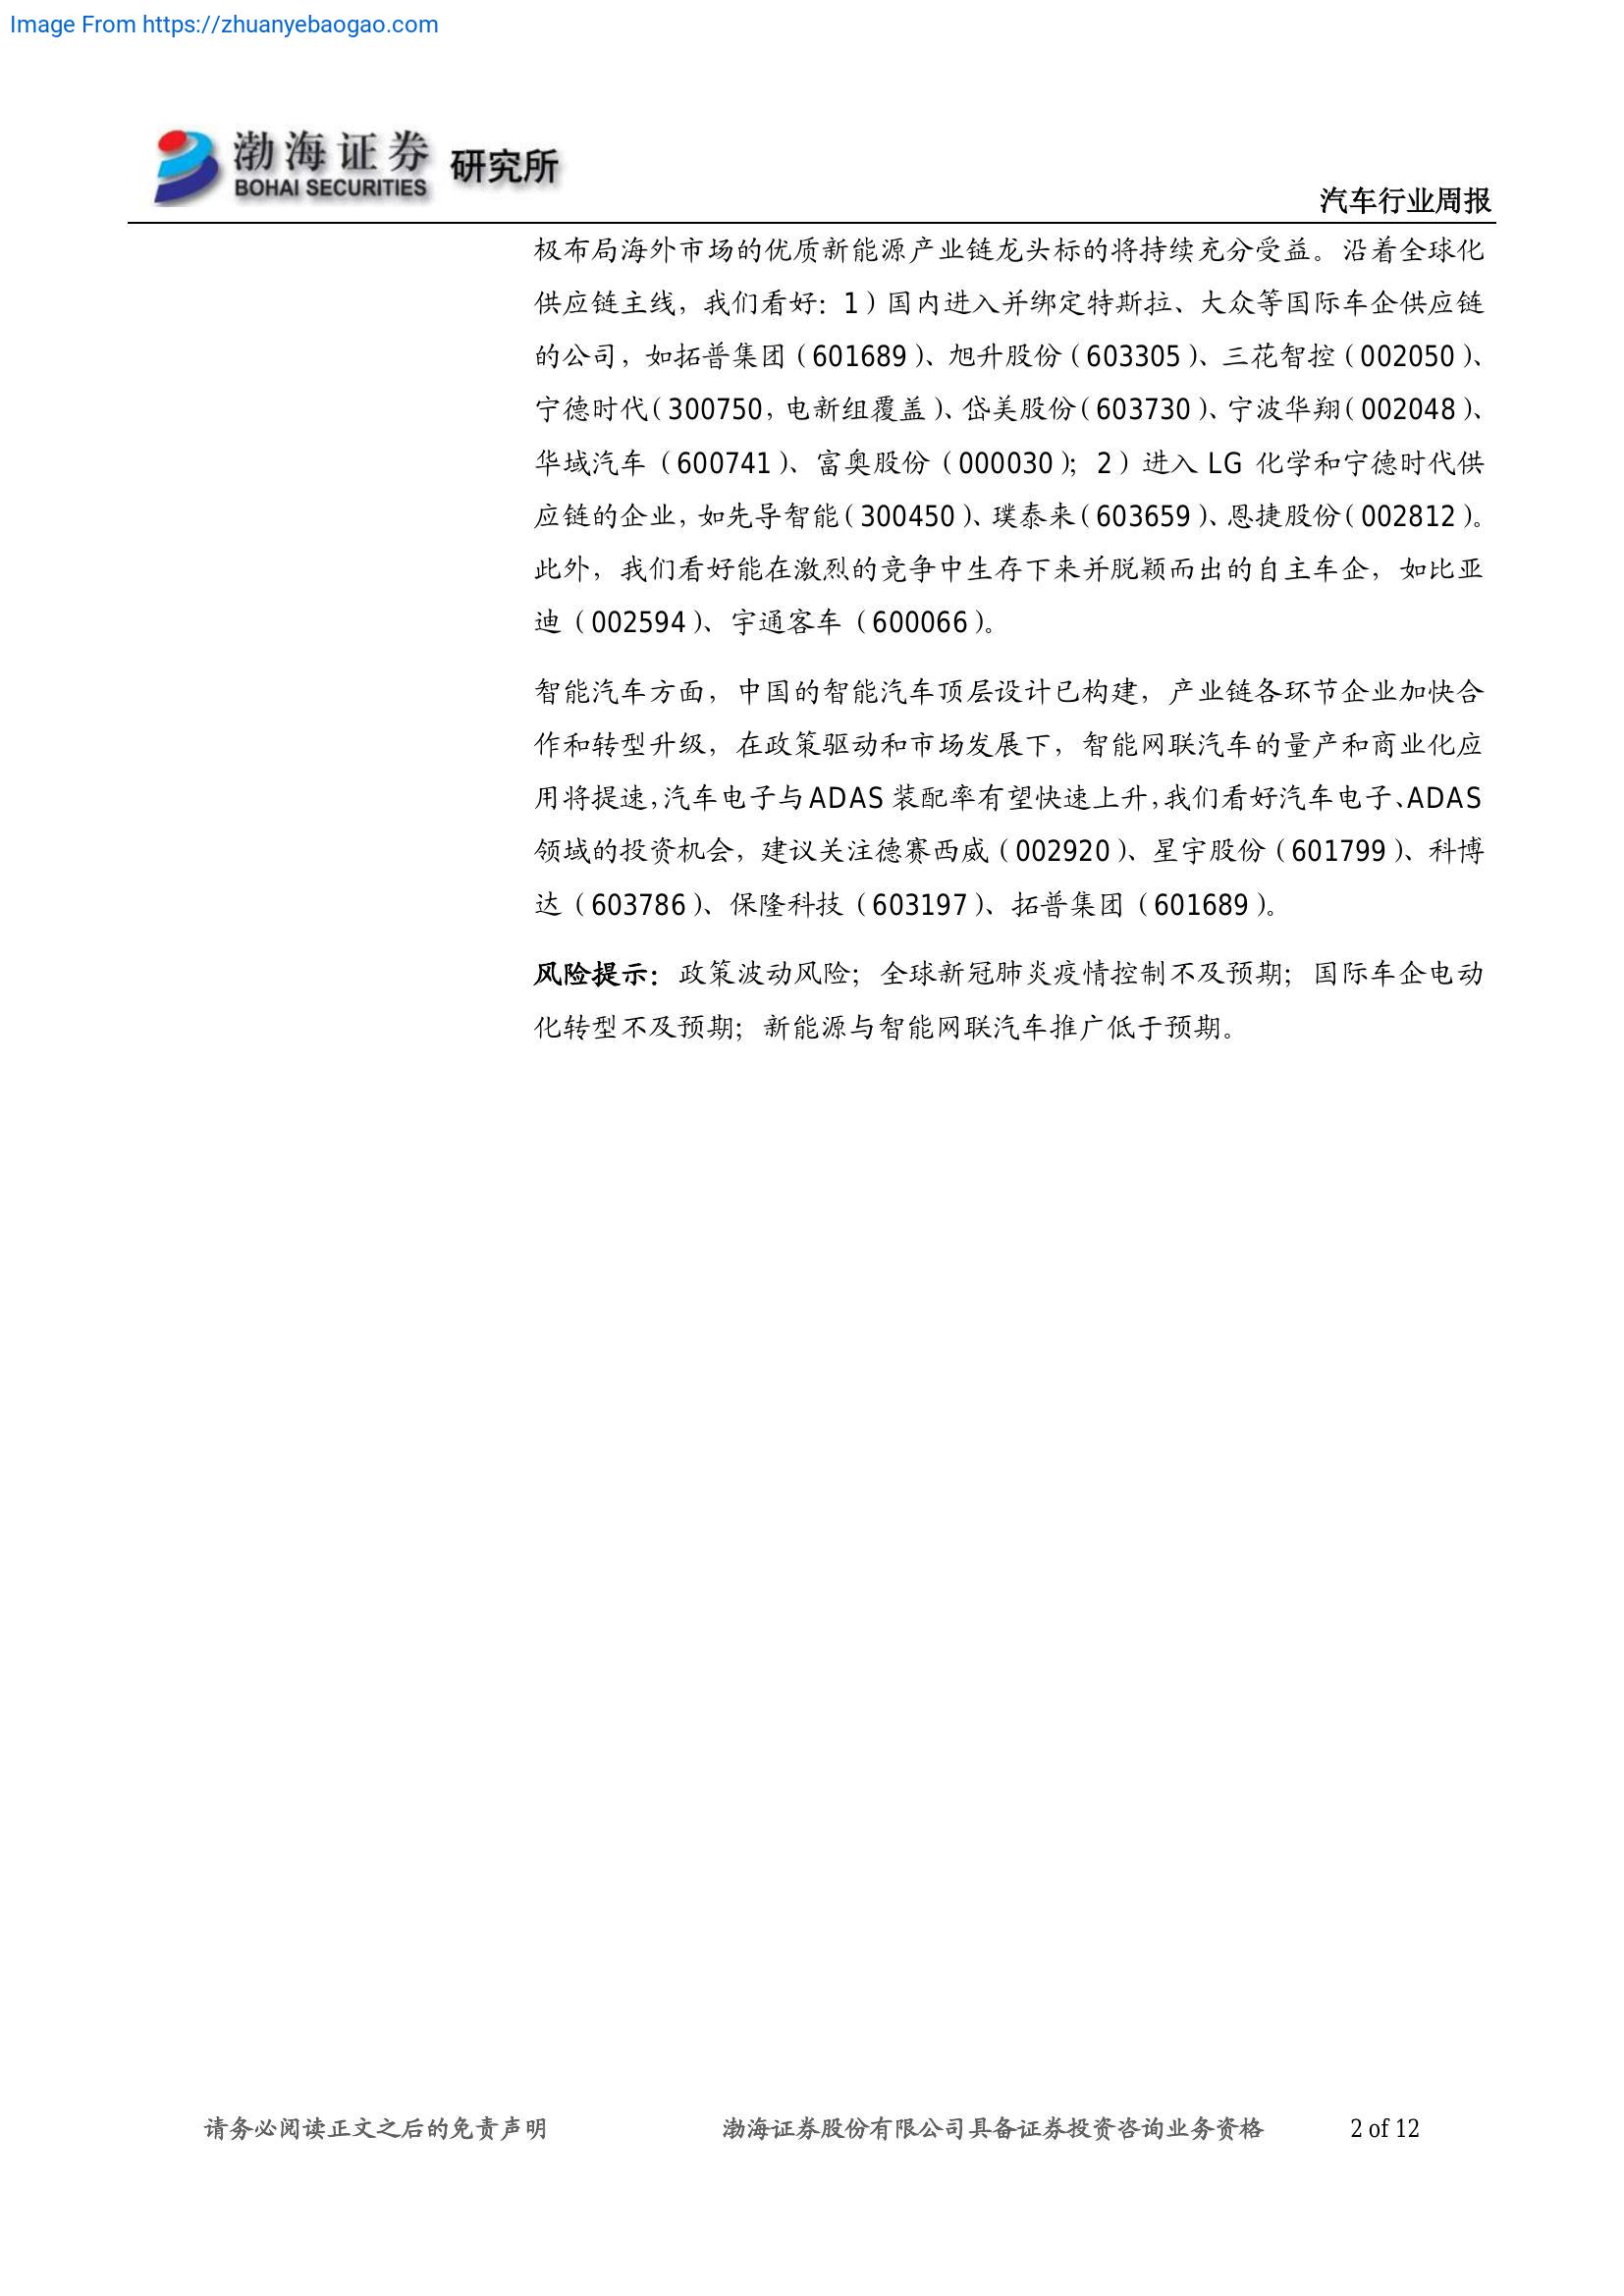 Image From https://zhuanyebaogao.com
渤海证券 研究所
BOHAI SECURITIES
汽车行业周报
极布局海外市场的优质新能源产业链龙头标的将持续充分受益。沿着全球化
供应链主线，我们看好：1）国内进入并绑定特斯拉、大众等国际车企供应链
的公司，如拓普集团（601689）、旭升股份（603305）、三花智控（002050）、
宁德时代（300750，电新组覆盖）、岱美股份（603730）、宁波华翔（002048）、
华域汽车（600741）、富奥股份（000030）；2）进入 LG 化学和宁德时代供
应链的企业，如先导智能（300450）、璞泰来（603659）、恩捷股份（002812）。
此外，我们看好能在激烈的竞争中生存下来并脱颖而出的自主车企，如比亚
迪（002594）、宇通客车（600066）。
智能汽车方面，中国的智能汽车顶层设计已构建，产业链各环节企业加快合
作和转型升级，在政策驱动和市场发展下，智能网联汽车的量产和商业化应
用将提速，汽车电子与 ADAS 装配率有望快速上升，我们看好汽车电子、ADAS
领域的投资机会，建议关注德赛西威（002920）、星宇股份（601799）、科博
达（603786）、保隆科技（603197）、拓普集团（601689）。
风险提示：政策波动风险；全球新冠肺炎疫情控制不及预期；国际车企电动
化转型不及预期；新能源与智能网联汽车推广低于预期。
请务必阅读正文之后的免责声明 渤海证券股份有限公司具备证券投资咨询业务资格 2 of 12